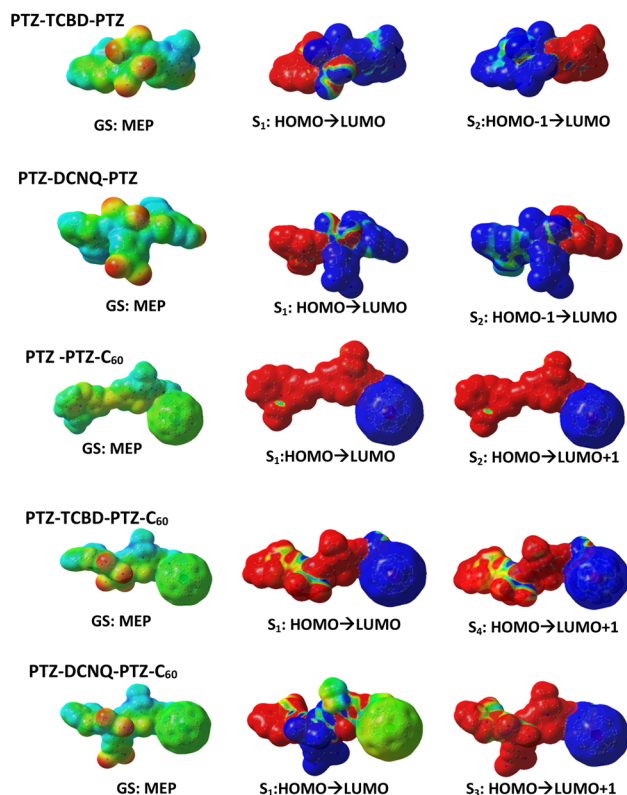 PTZ-TCBD-PTZ
GS: MEP
S₁: HOMO→LUMO
S₂:HOMO-1→LUMO
PTZ-DCNQ-PTZ
GS: MEP
S₁: HOMO→LUMO
S₂: HOMO-1→LUMO
PTZ -PTZ-C₆₀
GS: MEP
S₁:HOMO→LUMO
S₂: HOMO→LUMO+1
PTZ-TCBD-PTZ-C₆₀
GS: MEP
S₁: HOMO→LUMO
S₄: HOMO→LUMO+1
PTZ-DCNQ-PTZ-C₆₀
GS: MEP
S₁:HOMO→LUMO
S₃: HOMO→LUMO+1